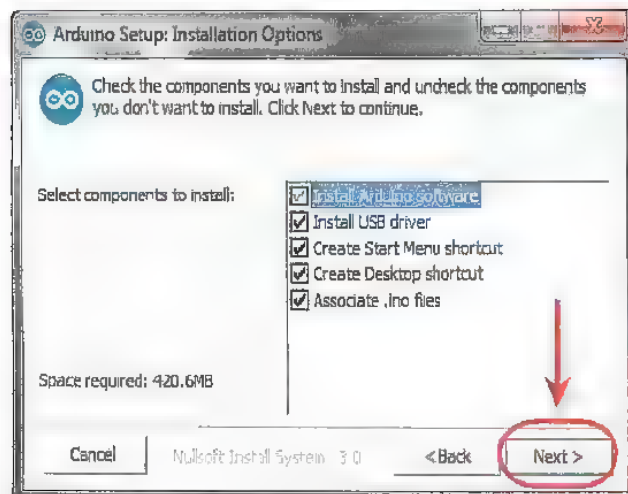 Arduino Setup: Installation Options
Check the components you want to install and uncheck the components
you don't want to install. Click Next to continue.
Select components to install:
Install Arduino software
Install USB driver
Create Start Menu shortcut
Create Desktop shortcut
Associate .ino files
Space required: 420.6MB
Cancel
Nullsoft Install System 3.0
< Back
Next >